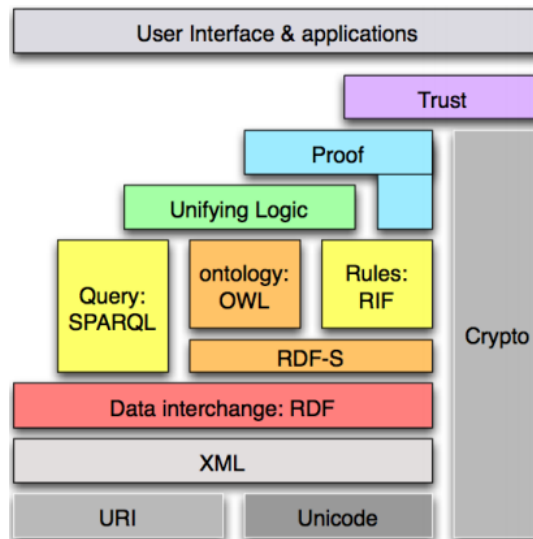 User Interface & applications
Trust
Proof
Unifying Logic
Query:
SPARQL
ontology:
OWL
Rules:
RIF
Crypto
RDF-S
Data interchange: RDF
XML
URI
Unicode